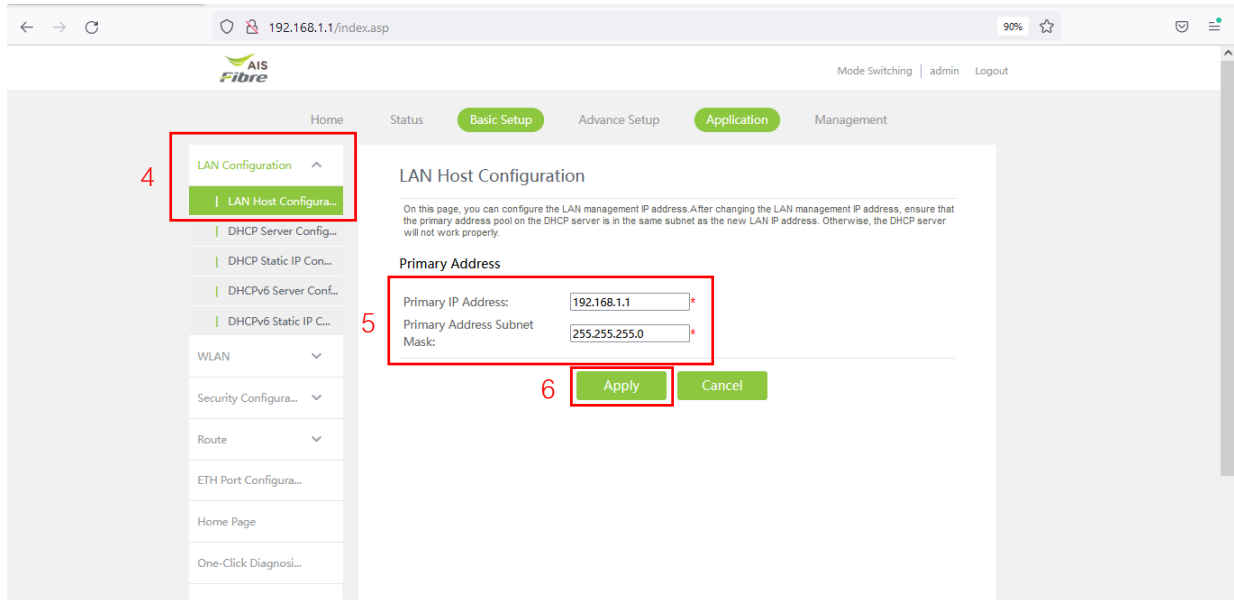 192.168.1.1/index.asp
90%
AIS
Fibre
Mode Switching | admin Logout
Home Status Basic Setup Advance Setup Application Management
4
LAN Configuration
| LAN Host Configura...
| DHCP Server Config...
| DHCP Static IP Con...
| DHCPv6 Server Conf...
| DHCPv6 Static IP C...
WLAN
Security Configura...
Route
ETH Port Configura...
Home Page
One-Click Diagnosi...
LAN Host Configuration
On this page, you can configure the LAN management IP address.After changing the LAN management IP address, ensure that
the primary address pool on the DHCP server is in the same subnet as the new LAN IP address. Otherwise, the DHCP server
will not work properly.
Primary Address
5
Primary IP Address: 192.168.1.1 *
Primary Address Subnet
Mask: 255.255.255.0 *
6
Apply Cancel